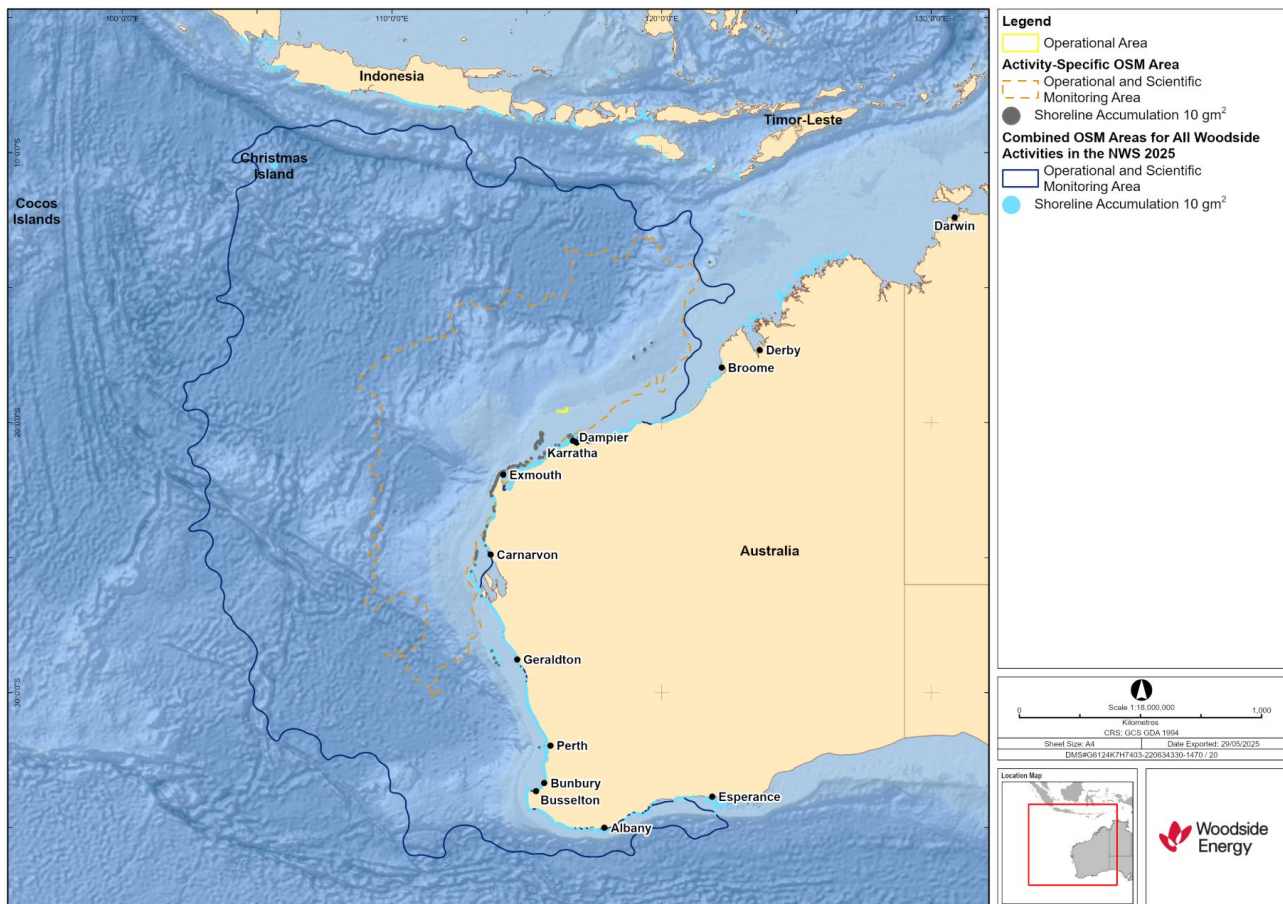 100°0'0"E
110°0'0"E
120°0'0"E
130°0'0"E
10°0'0"S
20°0'0"S
30°0'0"S
Indonesia
Timor-Leste
Christmas
Island
Cocos
Islands
Darwin
Derby
Broome
Dampier
Karratha
Exmouth
Carnarvon
Australia
Geraldton
Perth
Bunbury
Busselton
Esperance
Albany
Legend
Operational Area
Activity-Specific OSM Area
Operational and Scientific
Monitoring Area
Shoreline Accumulation 10 gm²
Combined OSM Areas for All Woodside
Activities in the NWS 2025
Operational and Scientific
Monitoring Area
Shoreline Accumulation 10 gm²
Scale 1:18,000,000
0 1,000
Kilometres
CRS: GCS GDA 1994
Sheet Size: A4 Date Exported: 29/05/2025
DMS#G6124K7H7403-220634330-1470 / 20
Location Map
Woodside
Energy